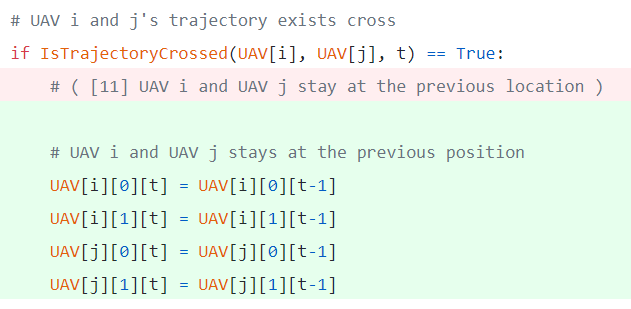 # UAV i and j's trajectory exists cross
if IsTrajectoryCrossed(UAV[i], UAV[j], t) == True:
# ( [11] UAV i and UAV j stay at the previous location )
# UAV i and UAV j stays at the previous position
UAV[i][0][t] = UAV[i][0][t-1]
UAV[i][1][t] = UAV[i][1][t-1]
UAV[j][0][t] = UAV[j][0][t-1]
UAV[j][1][t] = UAV[j][1][t-1]